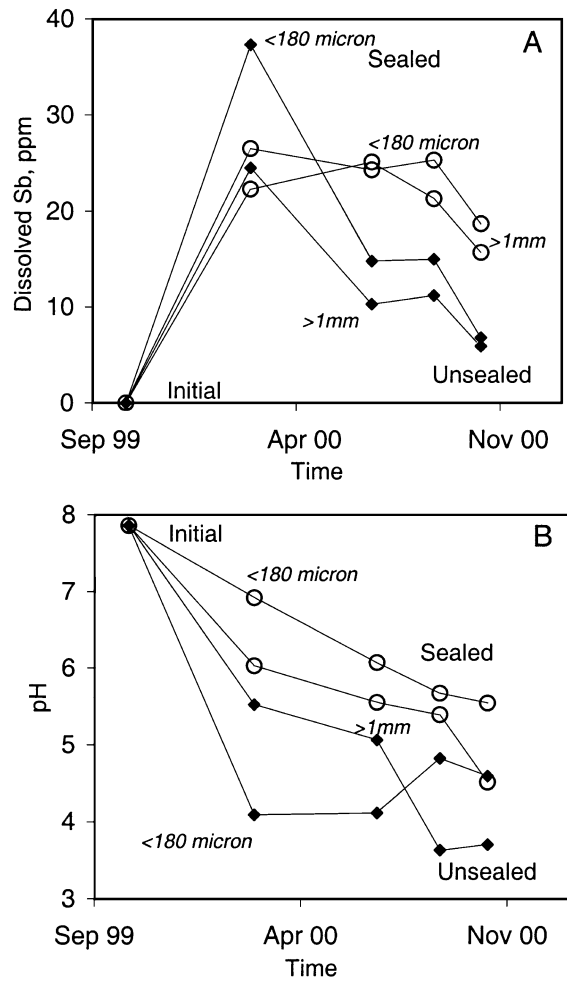 40
<180 micron
A
Sealed
30
<180 micron
Dissolved Sb, ppm
20
>1mm
10
>1mm
Unsealed
Initial
0
Sep 99
Apr 00
Nov 00
Time
8
Initial
B
<180 micron
7
Sealed
6
pH
>1mm
5
4
<180 micron
Unsealed
3
Sep 99
Apr 00
Nov 00
Time